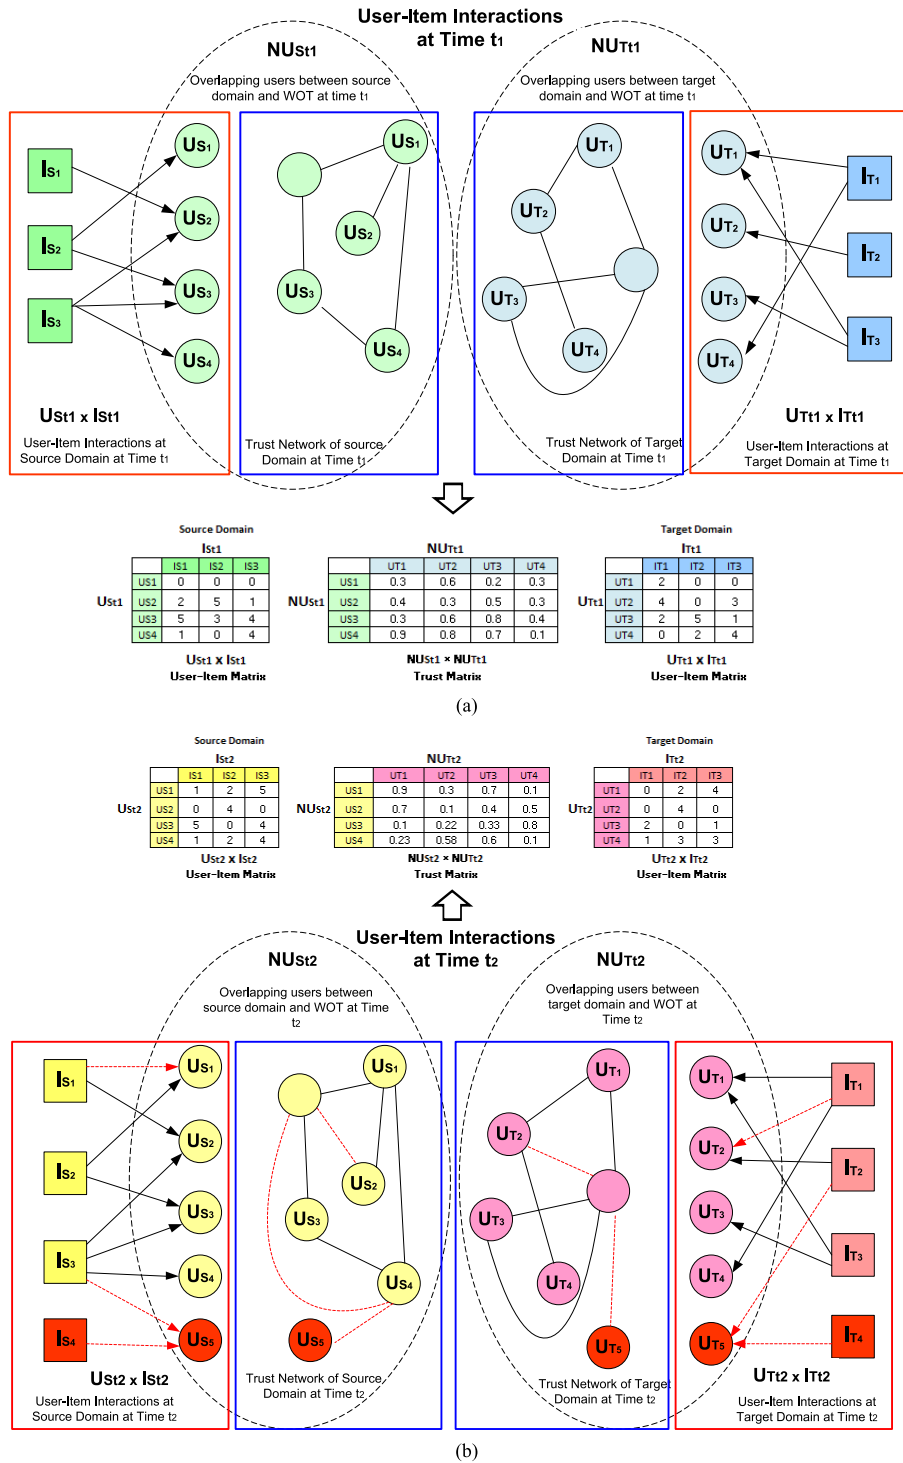 User-Item Interactions
at Time t1
NUSt1
NUTt1
Overlapping users between source
domain and WOT at time t1
Overlapping users between target
domain and WOT at time t1
IS1
IS2
IS3
US1
US2
US3
US4
USt1 x ISt1
User-Item Interactions at
Source Domain at Time t1
US1
US2
US3
US4
Trust Network of source
Domain at Time t1
UT1
UT2
UT3
UT4
Trust Network of Target
Domain at Time t1
UT1
UT2
UT3
UT4
IT1
IT2
IT3
UTt1 x ITt1
User-Item Interactions at
Target Domain at Time t1
Source Domain
ISt1
IS1 IS2 IS3
USt1
US1 0 0 0
US2 2 5 1
US3 5 3 4
US4 1 0 4
USt1 x ISt1
User-Item Matrix
NUTt1
UT1 UT2 UT3 UT4
NUSt1
US1 0.3 0.6 0.2 0.3
US2 0.4 0.3 0.5 0.3
US3 0.3 0.6 0.8 0.4
US4 0.9 0.8 0.7 0.1
NUSt1 × NUTt1
Trust Matrix
Target Domain
ITt1
IT1 IT2 IT3
UTt1
UT1 2 0 0
UT2 4 0 3
UT3 2 5 1
UT4 0 2 4
UTt1 x ITt1
User-Item Matrix
(a)
Source Domain
ISt2
IS1 IS2 IS3
USt2
US1 1 2 5
US2 0 4 0
US3 5 0 4
US4 1 2 4
USt2 x ISt2
User-Item Matrix
NUTt2
UT1 UT2 UT3 UT4
NUSt2
US1 0.9 0.3 0.7 0.1
US2 0.7 0.1 0.4 0.5
US3 0.1 0.22 0.33 0.8
US4 0.23 0.58 0.6 0.1
NUSt2 × NUTt2
Trust Matrix
Target Domain
ITt2
IT1 IT2 IT3
UTt2
UT1 0 2 4
UT2 0 4 0
UT3 2 0 1
UT4 1 3 3
UTt2 x ITt2
User-Item Matrix
User-Item Interactions
at Time t2
NUSt2
NUTt2
Overlapping users between
source domain and WOT at Time
t2
Overlapping users between
target domain and WOT at
Time t2
IS1
IS2
IS3
IS4
US1
US2
US3
US4
US5
USt2 x ISt2
User-Item Interactions at
Source Domain at Time t2
US1
US2
US3
US4
US5
Trust Network of Source
Domain at Time t2
UT1
UT2
UT3
UT4
UT5
Trust Network of Target
Domain at Time t2
UT1
UT2
UT3
UT4
UT5
IT1
IT2
IT3
IT4
UTt2 x ITt2
User-Item Interactions at
Target Domain at Time t2
(b)